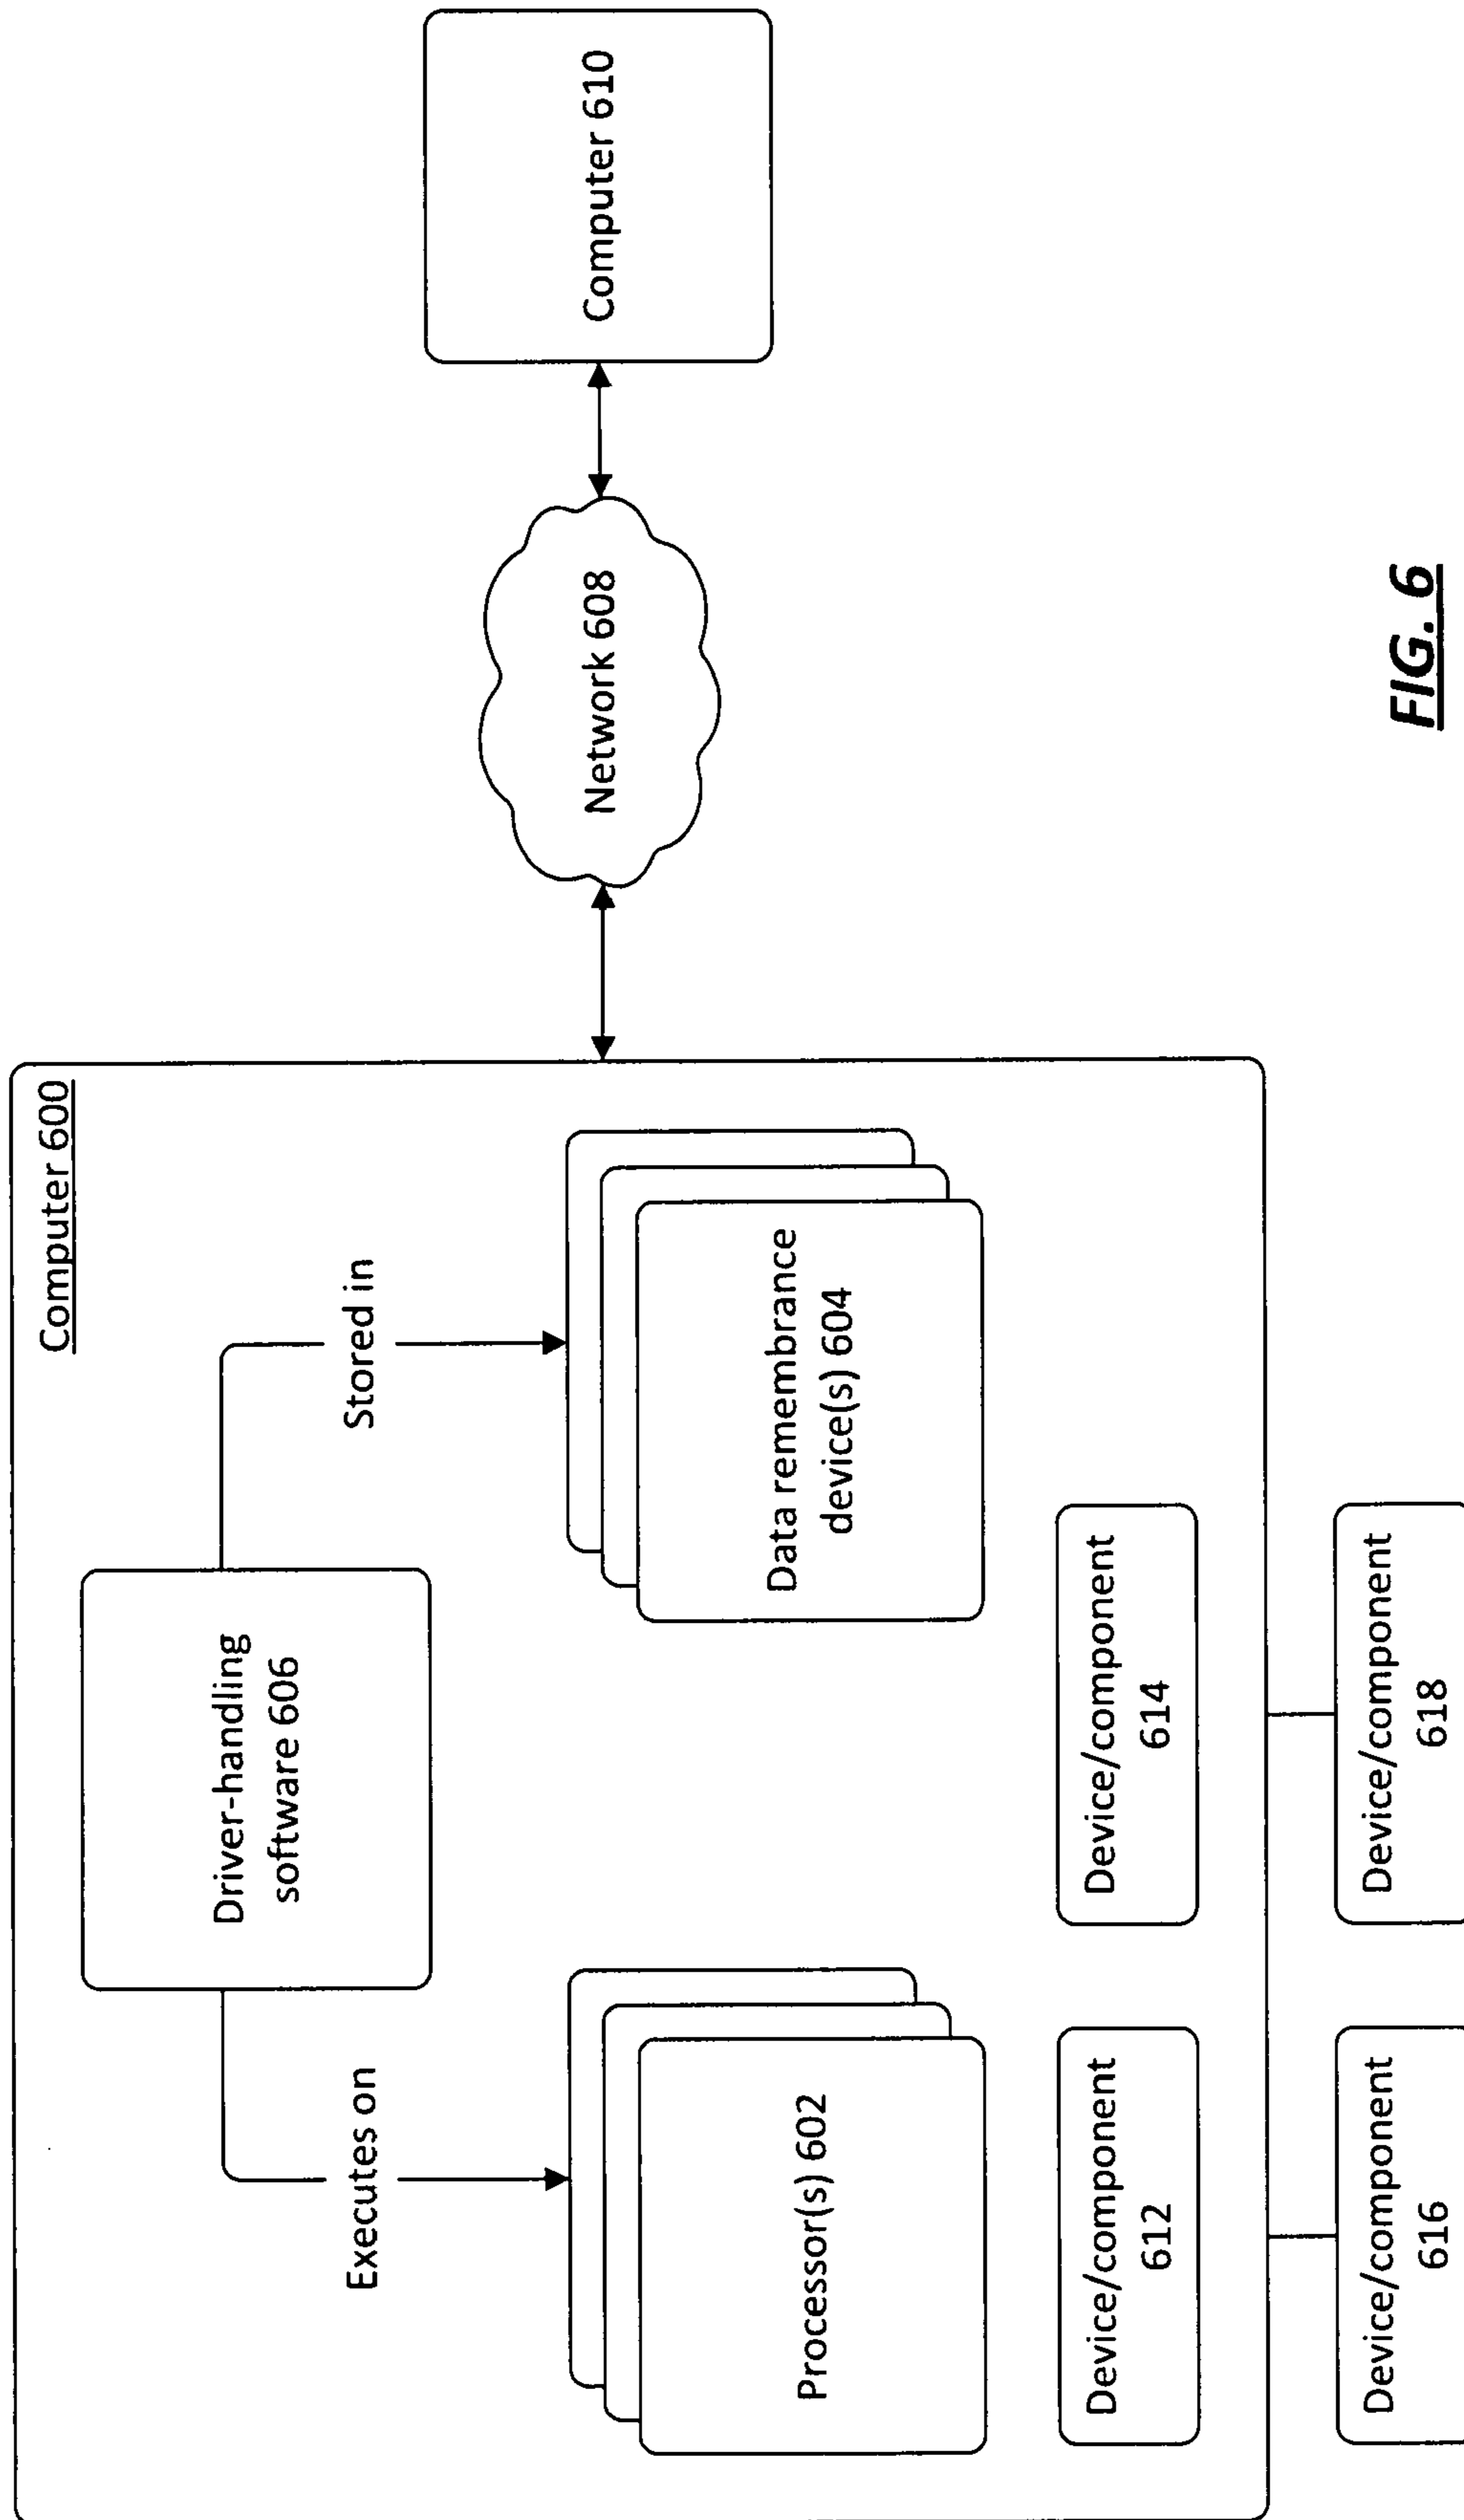 Computer 600
Driver-handling
software 606
Executes on
Stored in
Processor(s) 602
Data remembrance
device(s) 604
Device/component
612
Device/component
614
Device/component
616
Device/component
618
Network 608
Computer 610
FIG. 6